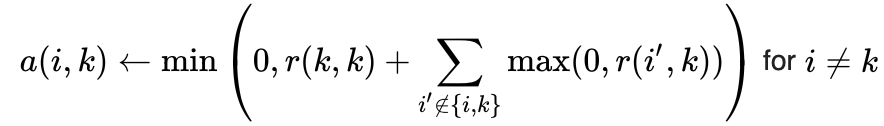 a(i, k) ← min (0, r(k, k) + ∑_{i′∉{i,k}} max(0, r(i′, k))) for i ≠ k